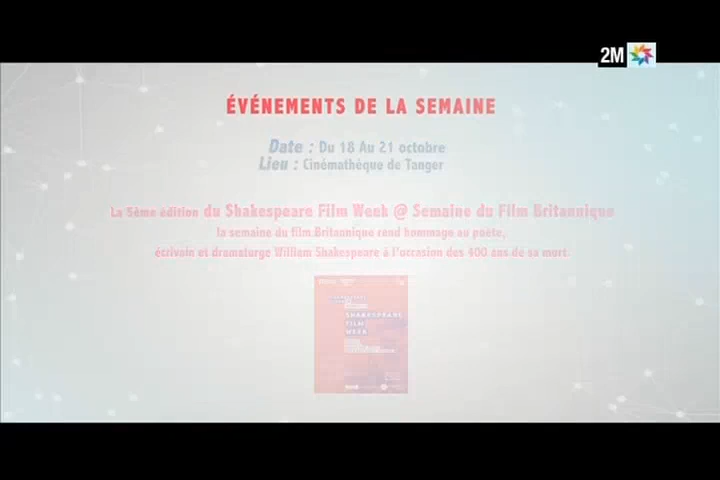 2M
ÉVÉNEMENTS DE LA SEMAINE
Date : Du 18 Au 21 octobre
Lieu : Cinémathèque de Tanger
La 5ème édition du Shakespeare Film Week @ Semaine du Film Britannique
la semaine du film Britannique rend hommage au poète,
écrivain et dramaturge William Shakespeare à l'occasion des 400 ans de sa mort.
SHAKESPEARE
FILM
WEEK